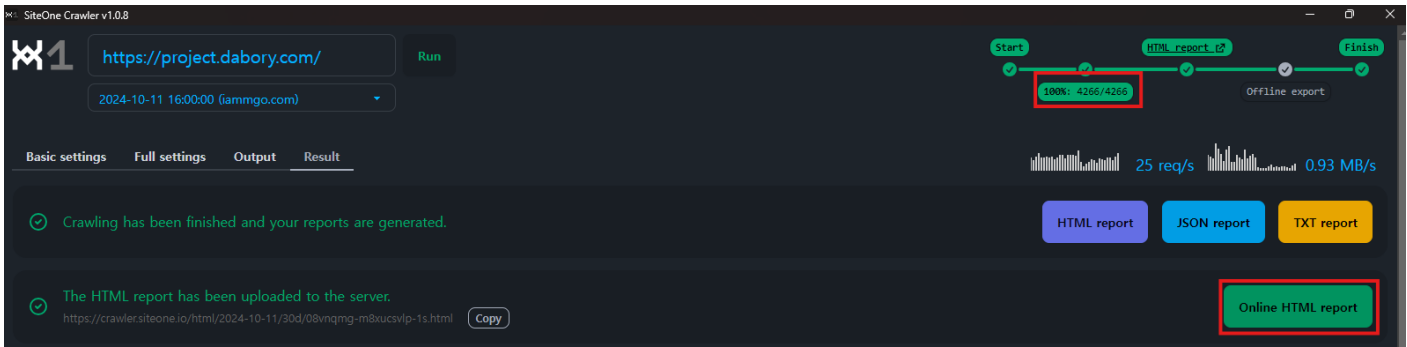 SiteOne Crawler v1.0.8
1
https://project.dabory.com/
Run
2024-10-11 16:00:00 (iammgo.com)
Start
HTML report
Finish
100%: 4266/4266
Offline export
Basic settings
Full settings
Output
Result
25 req/s
0.93 MB/s
Crawling has been finished and your reports are generated.
HTML report
JSON report
TXT report
The HTML report has been uploaded to the server.
https://crawler.siteone.io/html/2024-10-11/30d/08vnqmg-m8xucsvlp-1s.html
Copy
Online HTML report